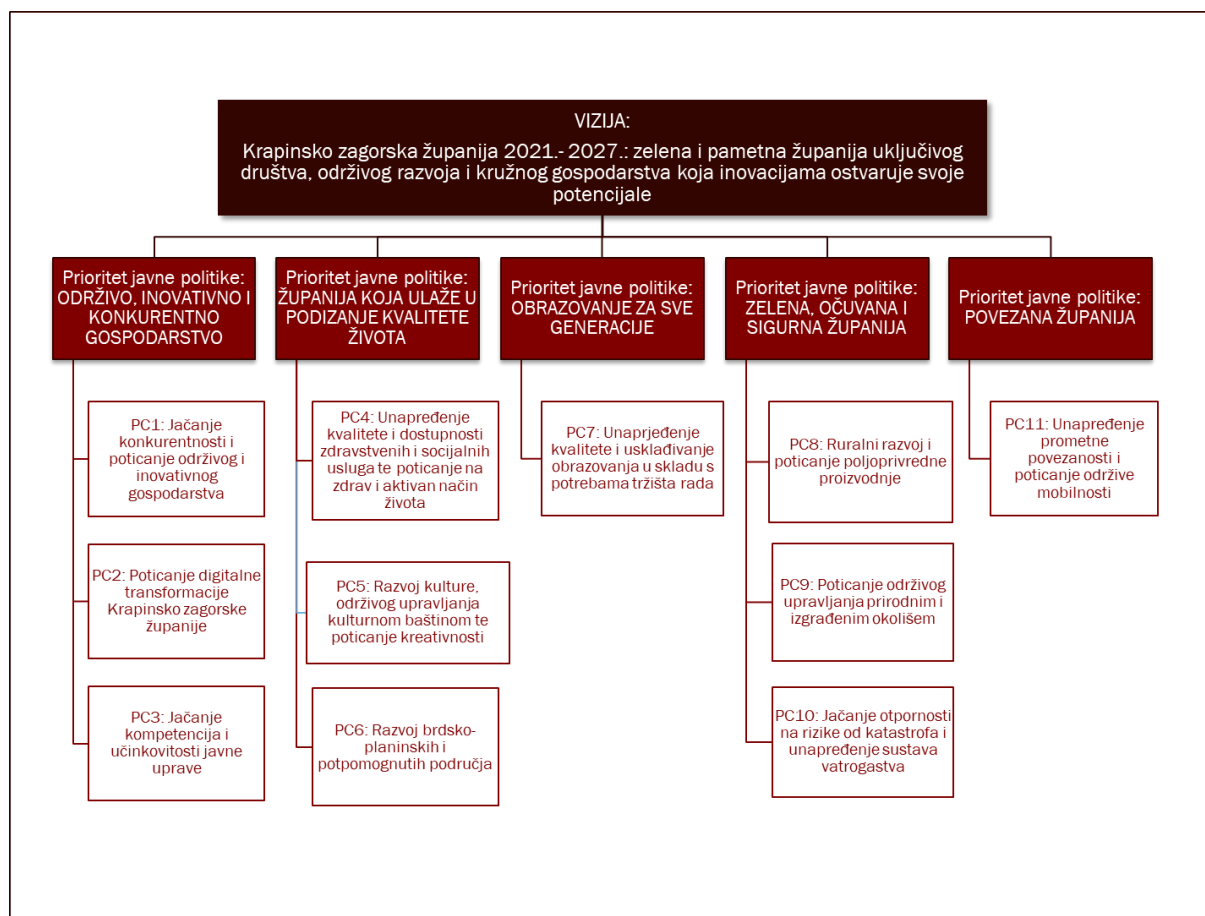 VIZIJA:
Krapinsko zagorska županija 2021.- 2027.: zelena i pametna županija uključivog
društva, održivog razvoja i kružnog gospodarstva koja inovacijama ostvaruje svoje
potencijale
Prioritet javne politike:
ODRŽIVO, INOVATIVNO I
KONKURENTNO
GOSPODARSTVO
Prioritet javne politike:
ŽUPANIJA KOJA ULAŽE U
PODIZANJE KVALITETE
ŽIVOTA
Prioritet javne politike:
OBRAZOVANJE ZA SVE
GENERACIJE
Prioritet javne politike:
ZELENA, OČUVANA I
SIGURNA ŽUPANIJA
Prioritet javne politike:
POVEZANA ŽUPANIJA
PC1: Jačanje
konkurentnosti i
poticanje održivog i
inovativnog
gospodarstva
PC2: Poticanje digitalne
transformacije
Krapinsko zagorske
županije
PC3: Jačanje
kompetencija i
učinkovitosti javne
uprave
PC4: Unapređenje
kvalitete i dostupnosti
zdravstvenih i socijalnih
usluga te poticanje na
zdrav i aktivan način
života
PC5: Razvoj kulture,
održivog upravljanja
kulturnom baštinom te
poticanje kreativnosti
PC6: Razvoj brdsko-
planinskih i
potpomognutih područja
PC7: Unaprjeđenje
kvalitete i usklađivanje
obrazovanja u skladu s
potrebama tržišta rada
PC8: Ruralni razvoj i
poticanje poljoprivredne
proizvodnje
PC9: Poticanje održivog
upravljanja prirodnim i
izgrađenim okolišem
PC10: Jačanje otpornosti
na rizike od katastrofa i
unapređenje sustava
vatrogastva
PC11: Unapređenje
prometne
povezanosti i
poticanje održive
mobilnosti